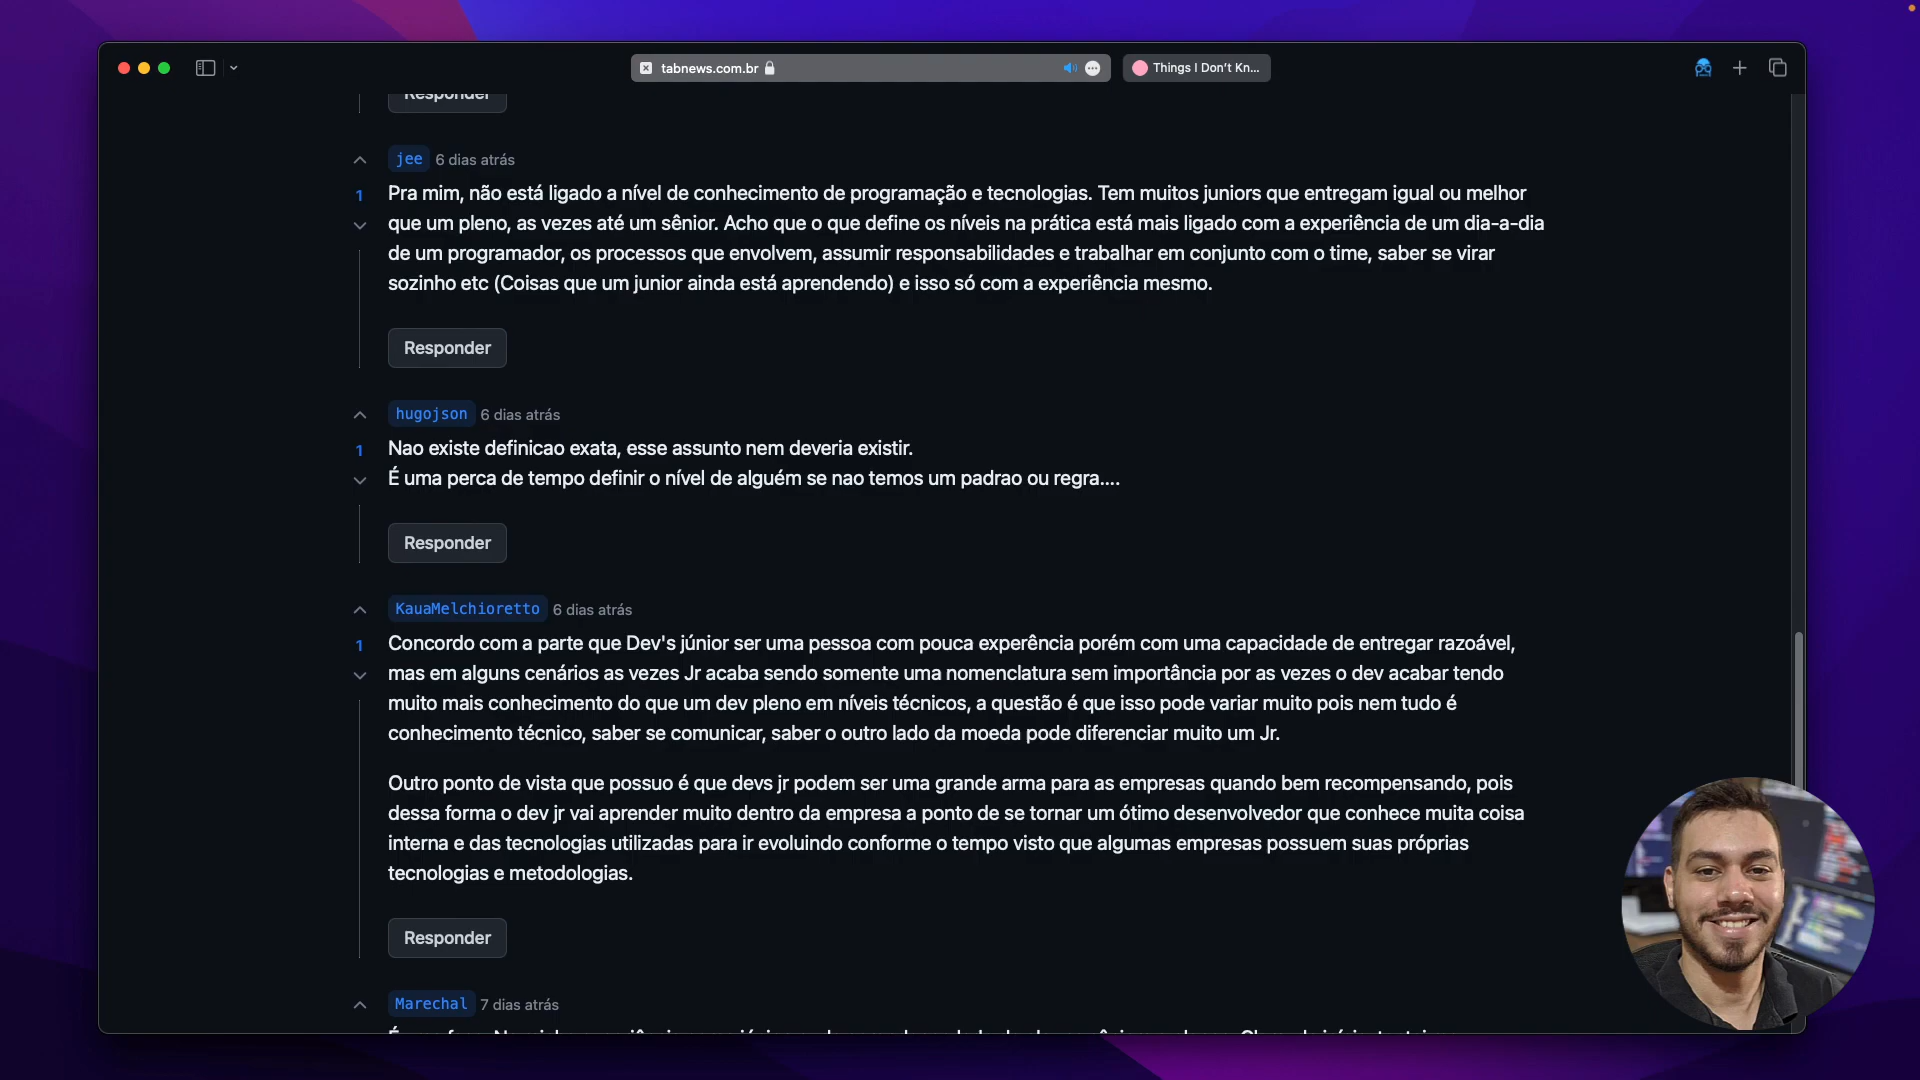 tabnews.com.br
Things I Don't Kn...
Responder
jee 6 dias atrás
1
Pra mim, não está ligado a nível de conhecimento de programação e tecnologias. Tem muitos juniors que entregam igual ou melhor
que um pleno, as vezes até um sênior. Acho que o que define os níveis na prática está mais ligado com a experiência de um dia-a-dia
de um programador, os processos que envolvem, assumir responsabilidades e trabalhar em conjunto com o time, saber se virar
sozinho etc (Coisas que um junior ainda está aprendendo) e isso só com a experiência mesmo.
Responder
hugojson 6 dias atrás
1
Nao existe definicao exata, esse assunto nem deveria existir.
É uma perca de tempo definir o nível de alguém se nao temos um padrao ou regra....
Responder
KauaMelchioretto 6 dias atrás
1
Concordo com a parte que Dev's júnior ser uma pessoa com pouca experência porém com uma capacidade de entregar razoável,
mas em alguns cenários as vezes Jr acaba sendo somente uma nomenclatura sem importância por as vezes o dev acabar tendo
muito mais conhecimento do que um dev pleno em níveis técnicos, a questão é que isso pode variar muito pois nem tudo é
conhecimento técnico, saber se comunicar, saber o outro lado da moeda pode diferenciar muito um Jr.
Outro ponto de vista que possuo é que devs jr podem ser uma grande arma para as empresas quando bem recompensando, pois
dessa forma o dev jr vai aprender muito dentro da empresa a ponto de se tornar um ótimo desenvolvedor que conhece muita coisa
interna e das tecnologias utilizadas para ir evoluindo conforme o tempo visto que algumas empresas possuem suas próprias
tecnologias e metodologias.
Responder
Marechal 7 dias atrás